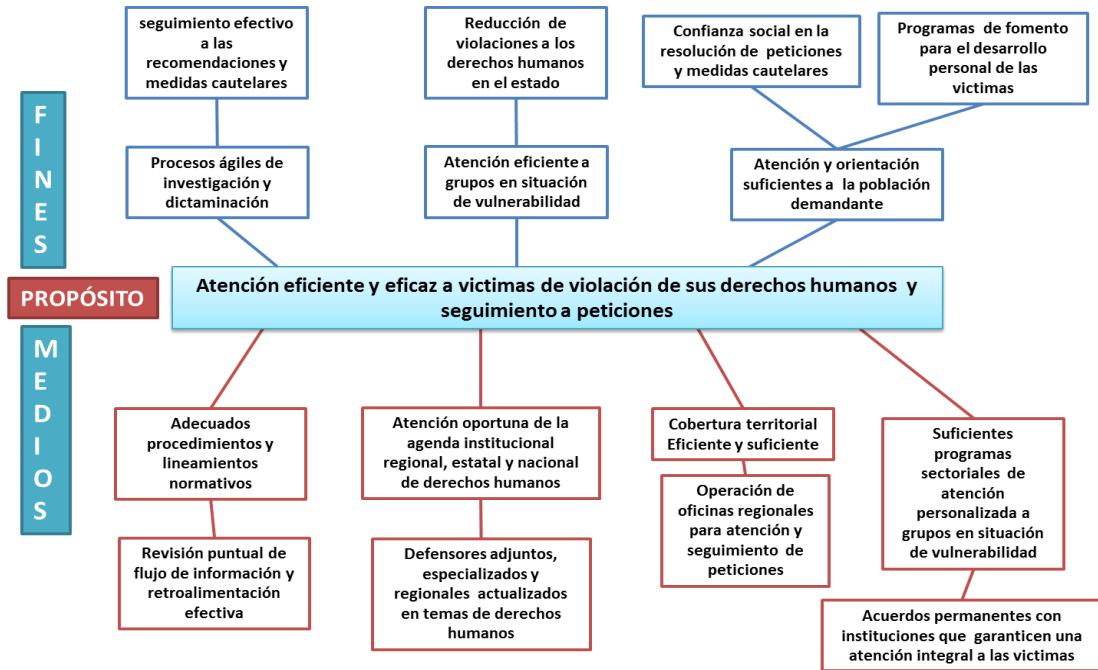 seguimiento efectivo
a las
recomendaciones y
medidas cautelares
Reducción de
violaciones a los
derechos humanos
en el estado
Confianza social en la
resolución de peticiones
y medidas cautelares
Programas de fomento
para el desarrollo
personal de las
victimas
FINES
Procesos ágiles de
investigación y
dictaminación
Atención eficiente a
grupos en situación
de vulnerabilidad
Atención y orientación
suficientes a la población
demandante
PROPÓSITO
Atención eficiente y eficaz a victimas de violación de sus derechos humanos y
seguimiento a peticiones
MEDIOS
Adecuados
procedimientos y
lineamientos
normativos
Atención oportuna de la
agenda institucional
regional, estatal y nacional
de derechos humanos
Cobertura territorial
Eficiente y suficiente
Suficientes
programas
sectoriales de
atención
personalizada a
grupos en situación
de vulnerabilidad
Revisión puntual de
flujo de información y
retroalimentación
efectiva
Defensores adjuntos,
especializados y
regionales actualizados
en temas de derechos
humanos
Operación de
oficinas regionales
para atención y
seguimiento de
peticiones
Acuerdos permanentes con
instituciones que garanticen una
atención integral a las victimas